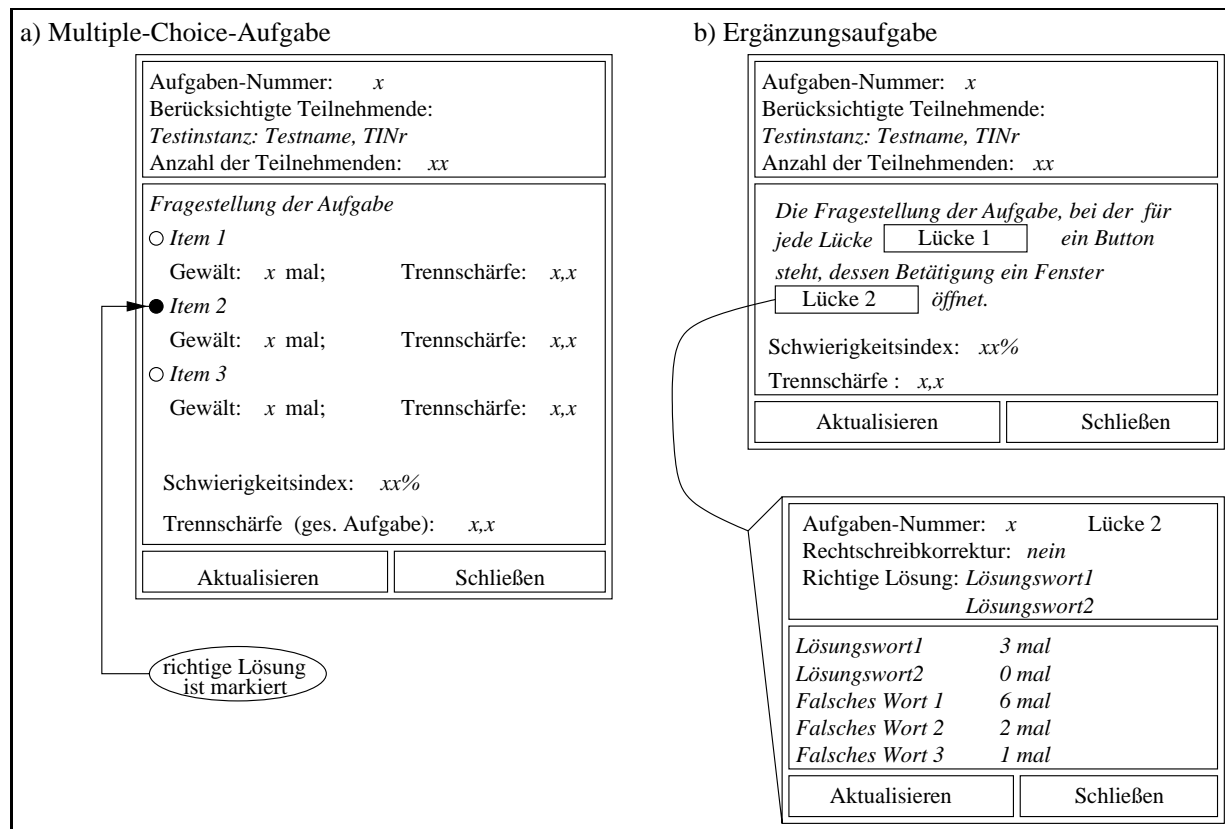 a) Multiple-Choice-Aufgabe
Aufgaben-Nummer: x
Berücksichtigte Teilnehmende:
Testinstanz: Testname, TINr
Anzahl der Teilnehmenden: xx
Fragestellung der Aufgabe
Item 1
Gewält: x mal; Trennschärfe: x,x
Item 2
Gewält: x mal; Trennschärfe: x,x
Item 3
Gewält: x mal; Trennschärfe: x,x
Schwierigkeitsindex: xx%
Trennschärfe (ges. Aufgabe): x,x
Aktualisieren Schließen
richtige Lösung
ist markiert
b) Ergänzungsaufgabe
Aufgaben-Nummer: x
Berücksichtigte Teilnehmende:
Testinstanz: Testname, TINr
Anzahl der Teilnehmenden: xx
Die Fragestellung der Aufgabe, bei der für
jede Lücke Lücke 1 ein Button
steht, dessen Betätigung ein Fenster
Lücke 2 öffnet.
Schwierigkeitsindex: xx%
Trennschärfe : x,x
Aktualisieren Schließen
Aufgaben-Nummer: x Lücke 2
Rechtschreibkorrektur: nein
Richtige Lösung: Lösungswort1
Lösungswort2
Lösungswort1 3 mal
Lösungswort2 0 mal
Falsches Wort 1 6 mal
Falsches Wort 2 2 mal
Falsches Wort 3 1 mal
Aktualisieren Schließen